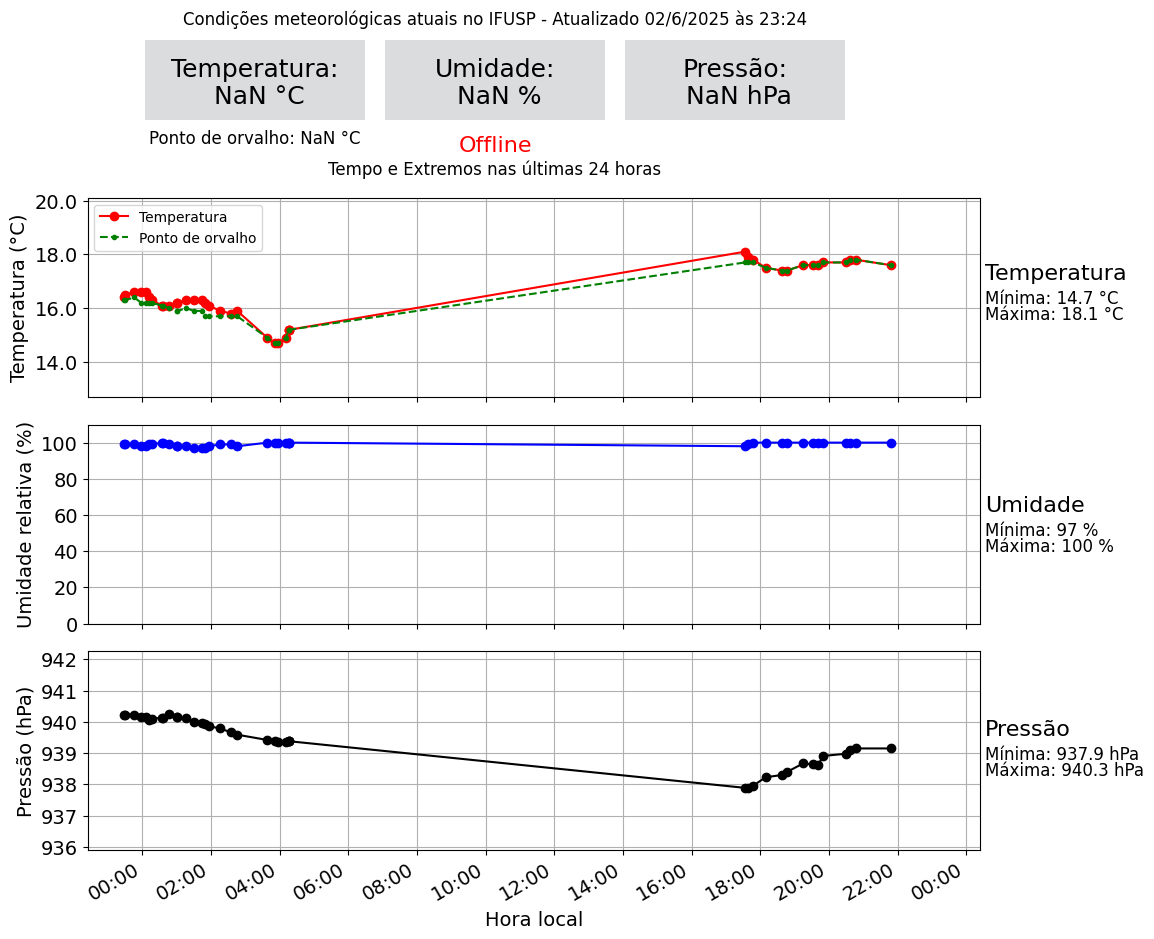 Condições meteorológicas atuais no IFUSP - Atualizado 02/6/2025 às 23:24
Temperatura:
NaN °C
Umidade:
NaN %
Pressão:
NaN hPa
Ponto de orvalho: NaN °C
Offline
Tempo e Extremos nas últimas 24 horas
Temperatura (°C)
20.0
18.0
16.0
14.0
Temperatura
Ponto de orvalho
Temperatura
Mínima: 14.7 °C
Máxima: 18.1 °C
Umidade relativa (%)
100
80
60
40
20
0
Umidade
Mínima: 97 %
Máxima: 100 %
Pressão (hPa)
942
941
940
939
938
937
936
Pressão
Mínima: 937.9 hPa
Máxima: 940.3 hPa
00:00 02:00 04:00 06:00 08:00 10:00 12:00 14:00 16:00 18:00 20:00 22:00 00:00
Hora local